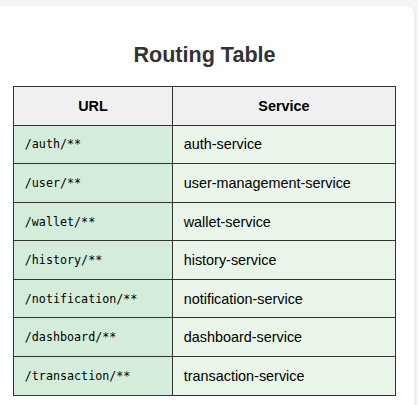 Routing Table
URL Service
/auth/** auth-service
/user/** user-management-service
/wallet/** wallet-service
/history/** history-service
/notification/** notification-service
/dashboard/** dashboard-service
/transaction/** transaction-service